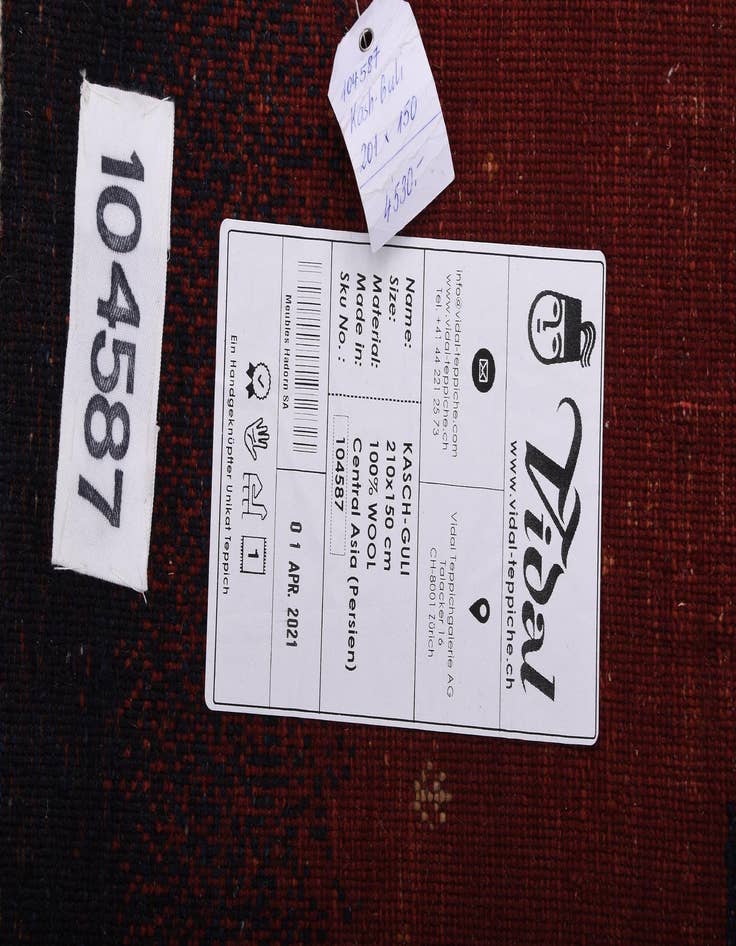 104587
Kash-Guli
201 x 150
4'530.-
104587
Vidal
www.vidal-teppiche.ch
info@vidal-teppiche.com
www.vidal-teppiche.ch
Tel. +41 44 221 25 73
Vidal Teppichgalerie AG
Talacker 16
CH-8001 Zürich
Name: KASCH-GULI
Size: 210x150 cm
Material: 100% WOOL
Made in: Central Asia (Persien)
Sku No. : 104587
Meubles Hadorn SA
01 APR. 2021
1
Ein Handgeknüpfter Unikat Teppich